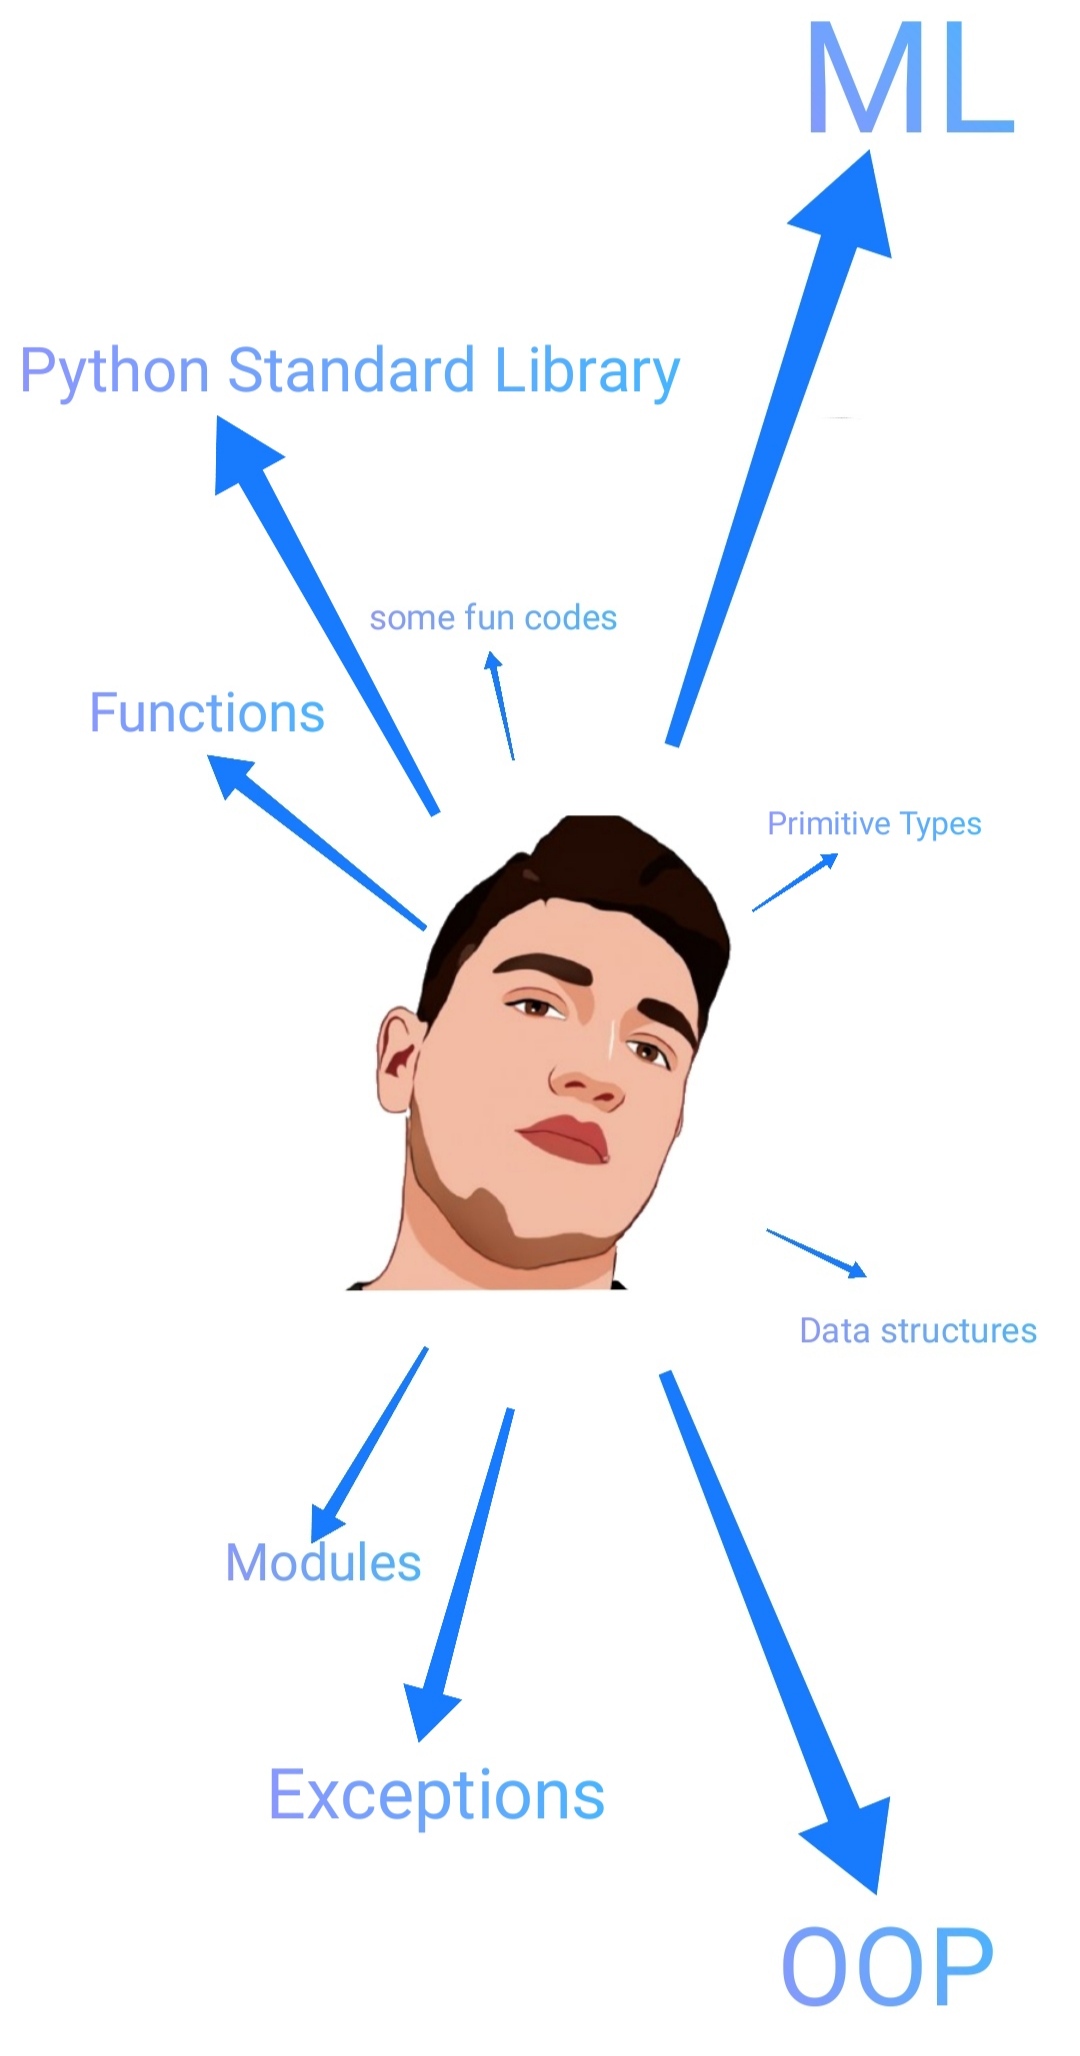 ML
Python Standard Library
some fun codes
Functions
Primitive Types
Data structures
Modules
Exceptions
OOP